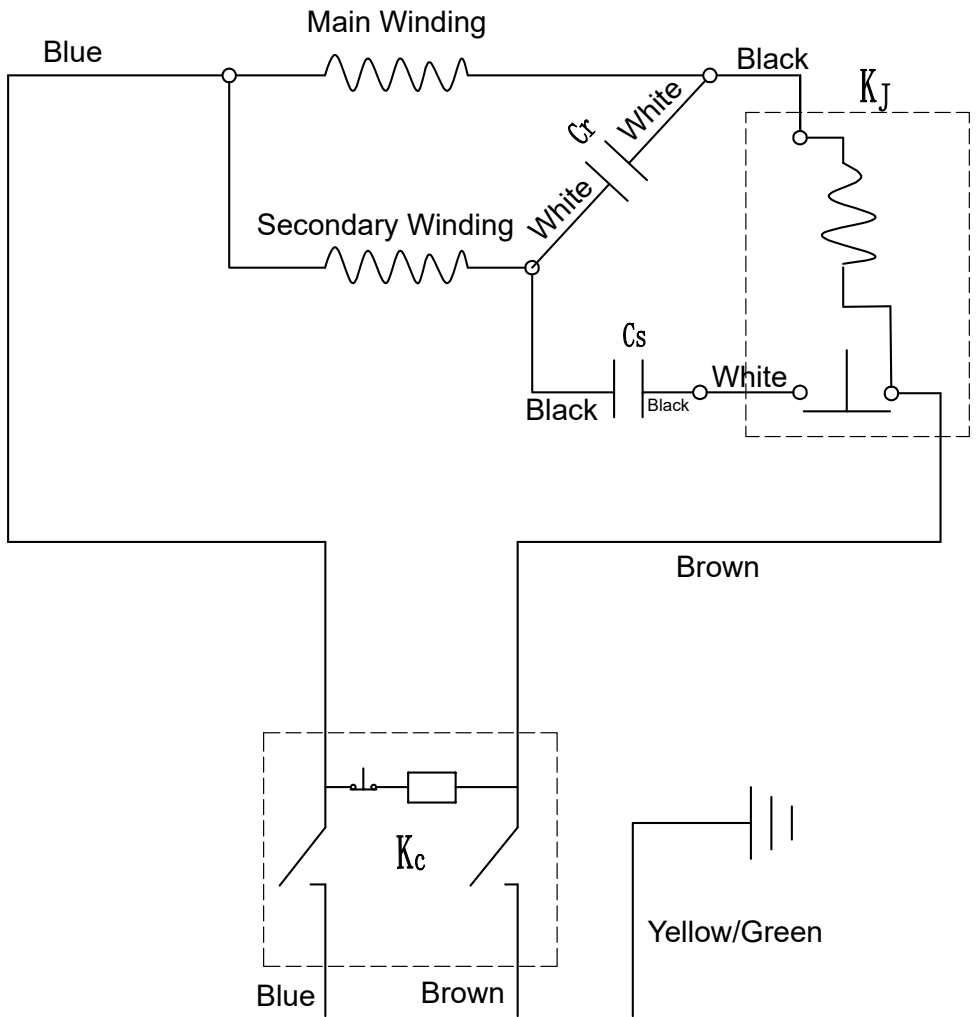 Main Winding
Blue
Black
K_J
White
Cr
White
Secondary Winding
Cs
White
Black
Black
Brown
Kc
Yellow/Green
Blue
Brown